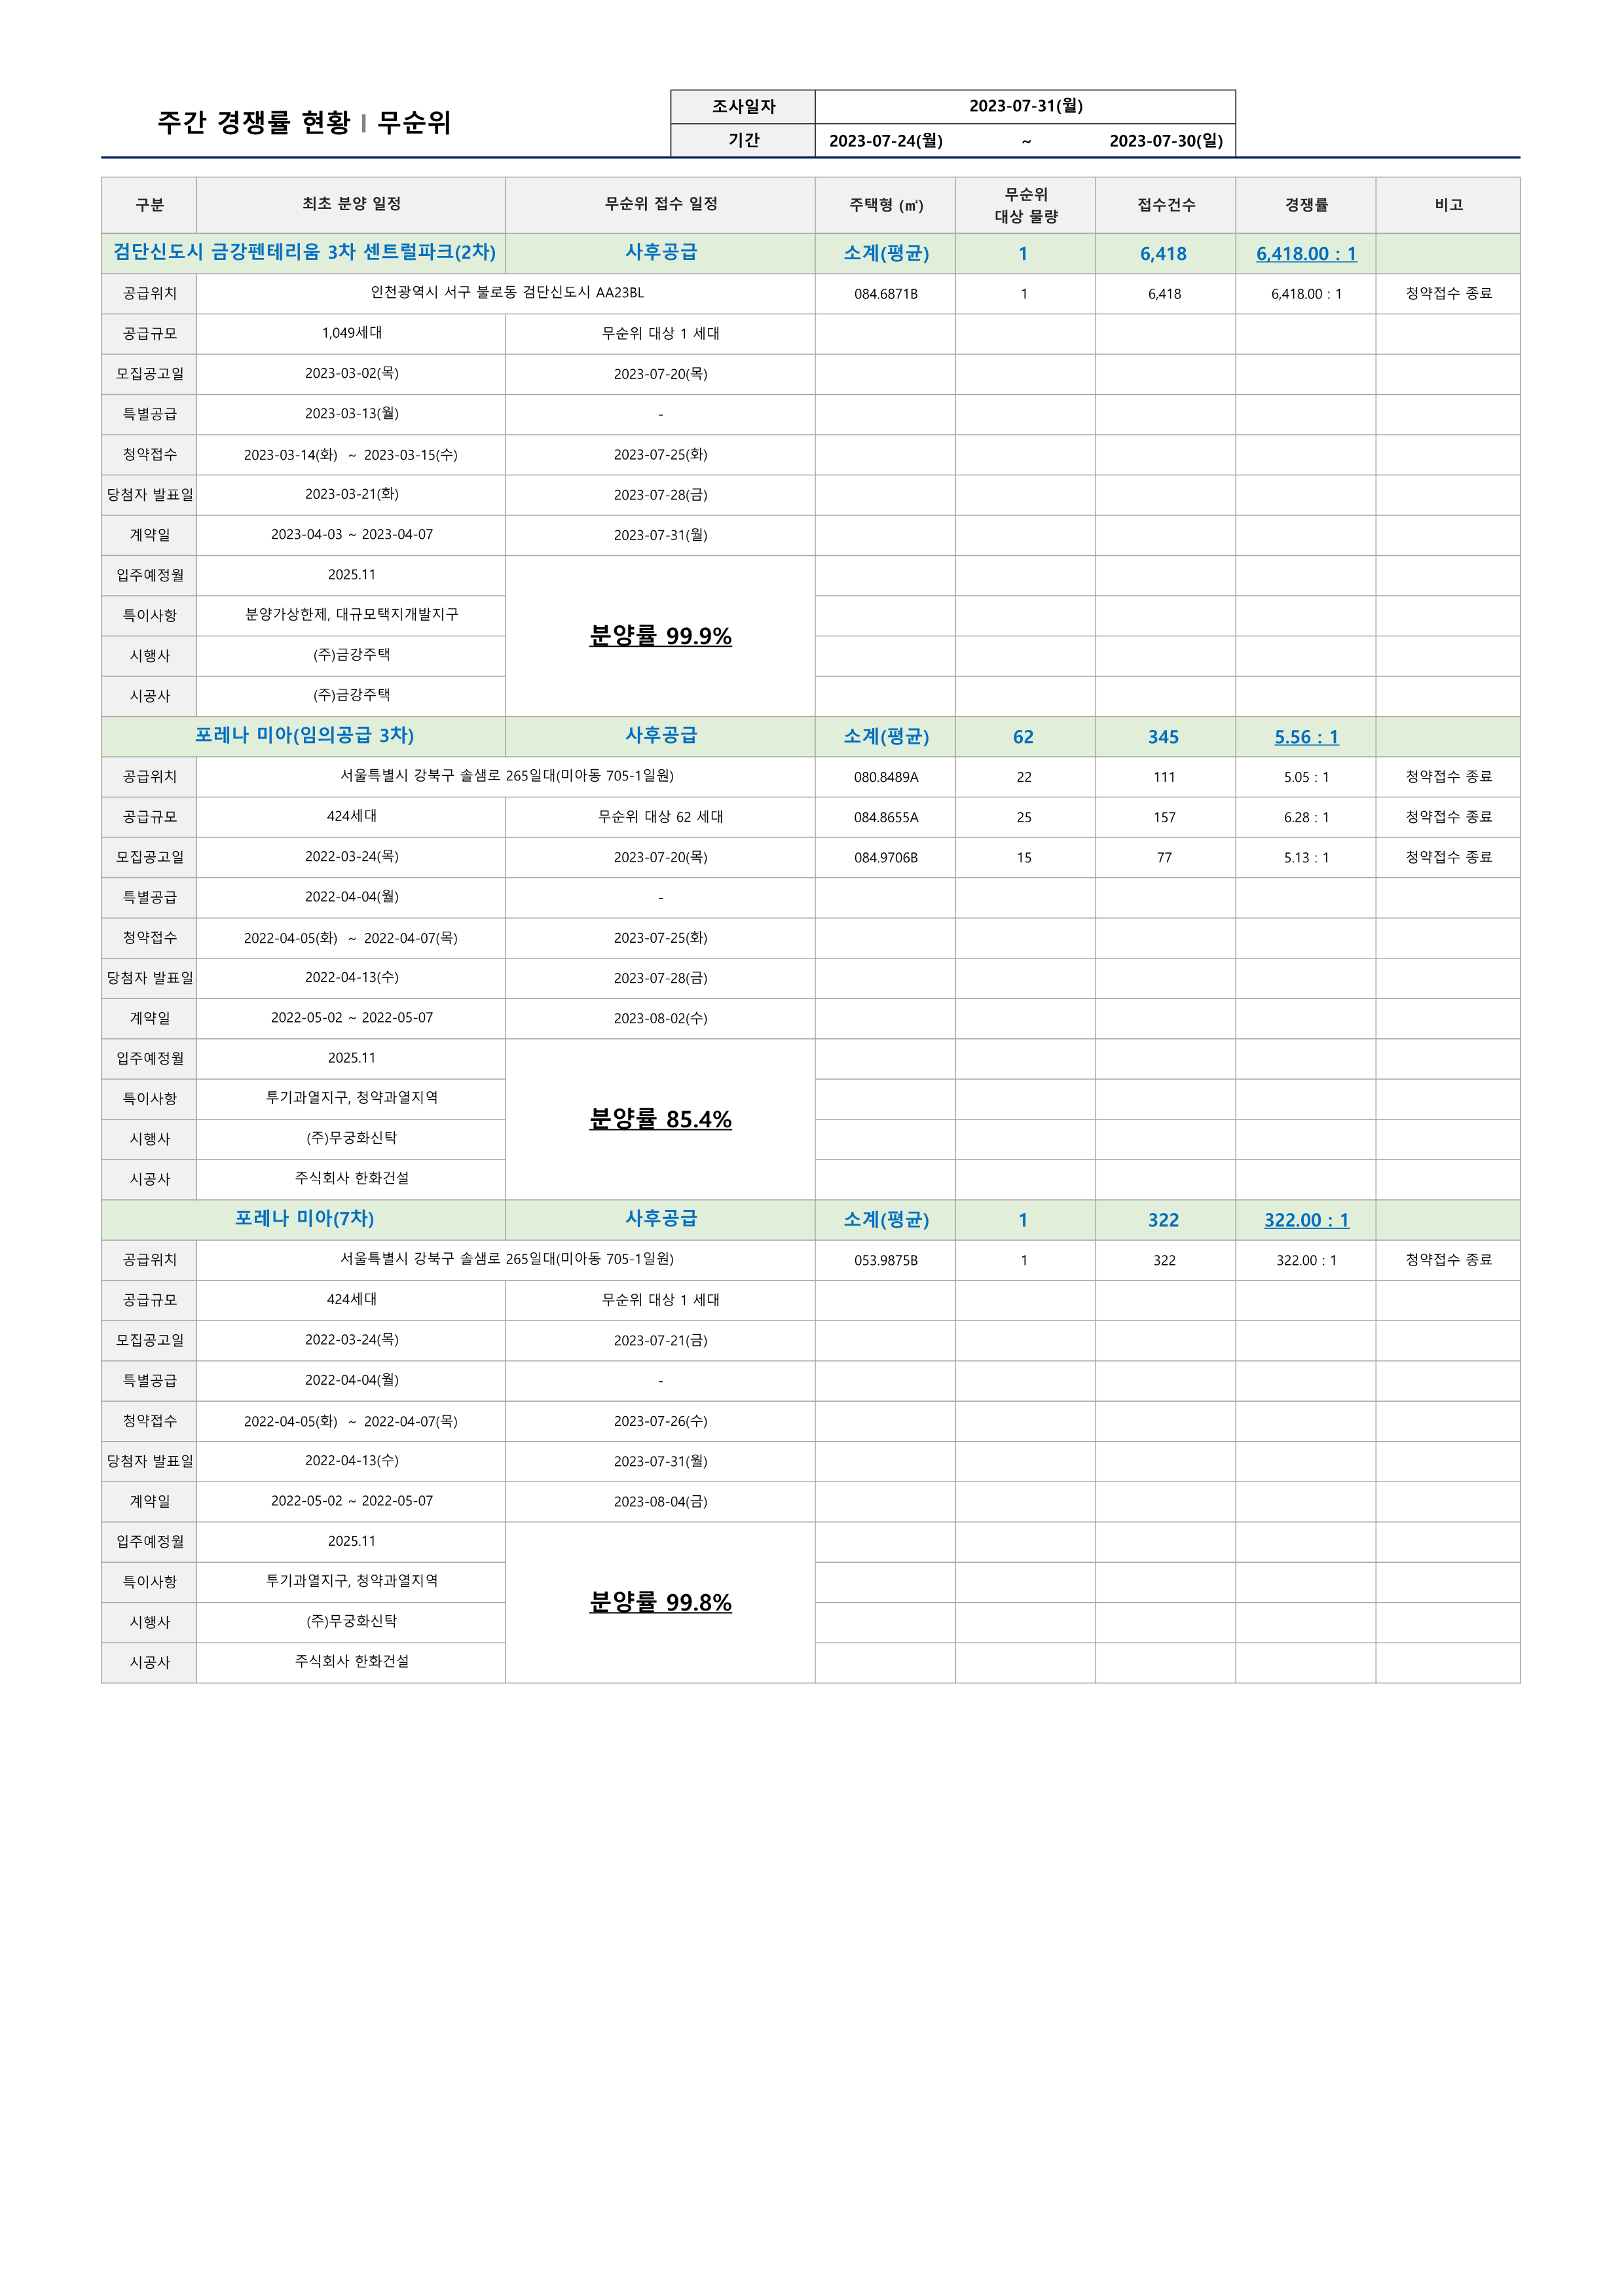 주간 경쟁률 현황 | 무순위
조사일자 2023-07-31(월)
기간 2023-07-24(월) ~ 2023-07-30(일)
구분 최초 분양 일정 무순위 접수 일정 주택형 (㎡) 무순위 대상 물량 접수건수 경쟁률 비고
검단신도시 금강펜테리움 3차 센트럴파크(2차) 사후공급 소계(평균) 1 6,418 6,418.00 : 1
공급위치 인천광역시 서구 불로동 검단신도시 AA23BL 084.6871B 1 6,418 6,418.00 : 1 청약접수 종료
공급규모 1,049세대 무순위 대상 1 세대
모집공고일 2023-03-02(목) 2023-07-20(목)
특별공급 2023-03-13(월) -
청약접수 2023-03-14(화) ~ 2023-03-15(수) 2023-07-25(화)
당첨자 발표일 2023-03-21(화) 2023-07-28(금)
계약일 2023-04-03 ~ 2023-04-07 2023-07-31(월)
입주예정월 2025.11
특이사항 분양가상한제, 대규모택지개발지구
분양률 99.9%
시행사 (주)금강주택
시공사 (주)금강주택
포레나 미아(임의공급 3차) 사후공급 소계(평균) 62 345 5.56 : 1
공급위치 서울특별시 강북구 솔샘로 265일대(미아동 705-1일원) 080.8489A 22 111 5.05 : 1 청약접수 종료
공급규모 424세대 무순위 대상 62 세대 084.8655A 25 157 6.28 : 1 청약접수 종료
모집공고일 2022-03-24(목) 2023-07-20(목) 084.9706B 15 77 5.13 : 1 청약접수 종료
특별공급 2022-04-04(월) -
청약접수 2022-04-05(화) ~ 2022-04-07(목) 2023-07-25(화)
당첨자 발표일 2022-04-13(수) 2023-07-28(금)
계약일 2022-05-02 ~ 2022-05-07 2023-08-02(수)
입주예정월 2025.11
특이사항 투기과열지구, 청약과열지역
분양률 85.4%
시행사 (주)무궁화신탁
시공사 주식회사 한화건설
포레나 미아(7차) 사후공급 소계(평균) 1 322 322.00 : 1
공급위치 서울특별시 강북구 솔샘로 265일대(미아동 705-1일원) 053.9875B 1 322 322.00 : 1 청약접수 종료
공급규모 424세대 무순위 대상 1 세대
모집공고일 2022-03-24(목) 2023-07-21(금)
특별공급 2022-04-04(월) -
청약접수 2022-04-05(화) ~ 2022-04-07(목) 2023-07-26(수)
당첨자 발표일 2022-04-13(수) 2023-07-31(월)
계약일 2022-05-02 ~ 2022-05-07 2023-08-04(금)
입주예정월 2025.11
특이사항 투기과열지구, 청약과열지역
분양률 99.8%
시행사 (주)무궁화신탁
시공사 주식회사 한화건설